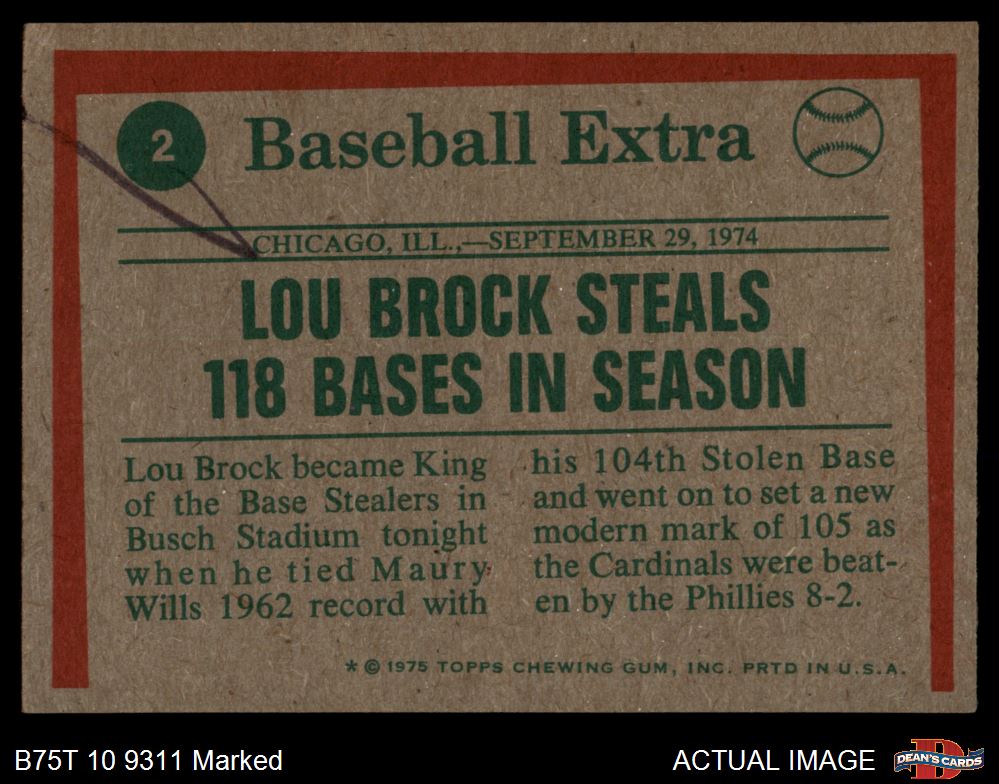 2
Baseball Extra
CHICAGO, ILL.,—SEPTEMBER 29, 1974
LOU BROCK STEALS
118 BASES IN SEASON
Lou Brock became King
of the Base Stealers in
Busch Stadium tonight
when he tied Maury
Wills 1962 record with
his 104th Stolen Base
and went on to set a new
modern mark of 105 as
the Cardinals were beat-
en by the Phillies 8-2.
* © 1975 TOPPS CHEWING GUM, INC. PRTD IN U.S.A.
B75T 10 9311 Marked
ACTUAL IMAGE
D
DEAN'S CARDS